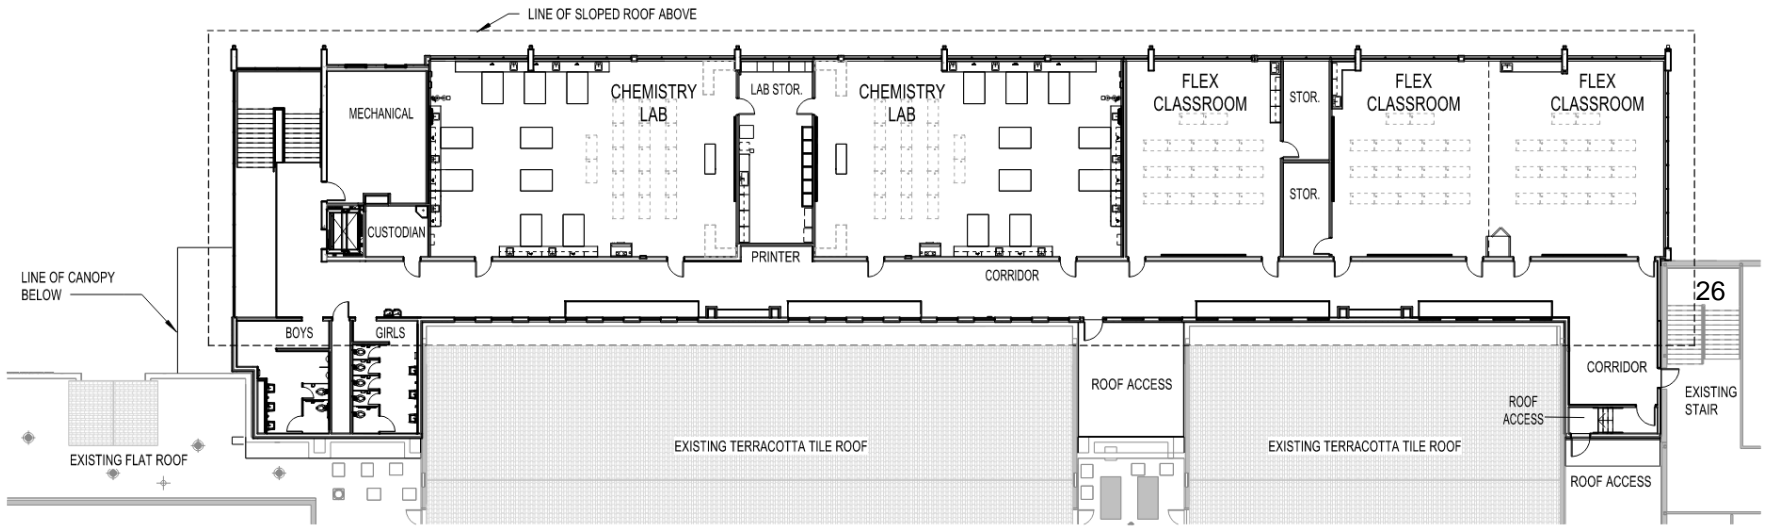 LINE OF SLOPED ROOF ABOVE
MECHANICAL
CHEMISTRY
LAB
LAB STOR.
CHEMISTRY
LAB
FLEX
CLASSROOM
STOR.
FLEX
CLASSROOM
FLEX
CLASSROOM
STOR.
CUSTODIAN
PRINTER
CORRIDOR
LINE OF CANOPY
BELOW
26
BOYS
GIRLS
ROOF ACCESS
CORRIDOR
EXISTING
STAIR
ROOF
ACCESS
EXISTING FLAT ROOF
EXISTING TERRACOTTA TILE ROOF
EXISTING TERRACOTTA TILE ROOF
ROOF ACCESS